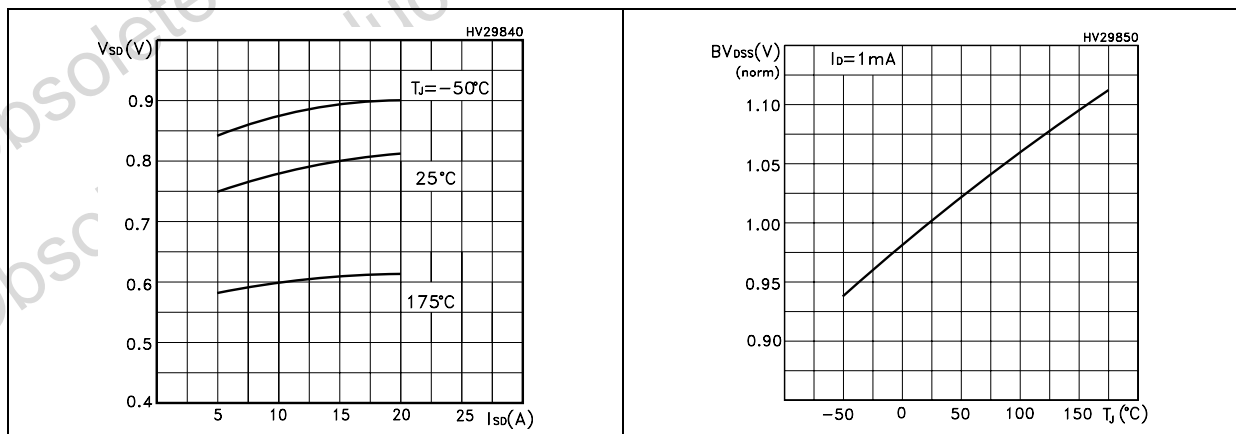 HV29840
VSD(V)
TJ=-50°C
0.9
0.8
25°C
0.7
0.6
175°C
0.5
0.4
5 10 15 20 25 ISD(A)
HV29850
BVDSS(V)
(norm)
ID=1mA
1.10
1.05
1.00
0.95
0.90
-50 0 50 100 150 TJ(°C)
obsolete
obsol